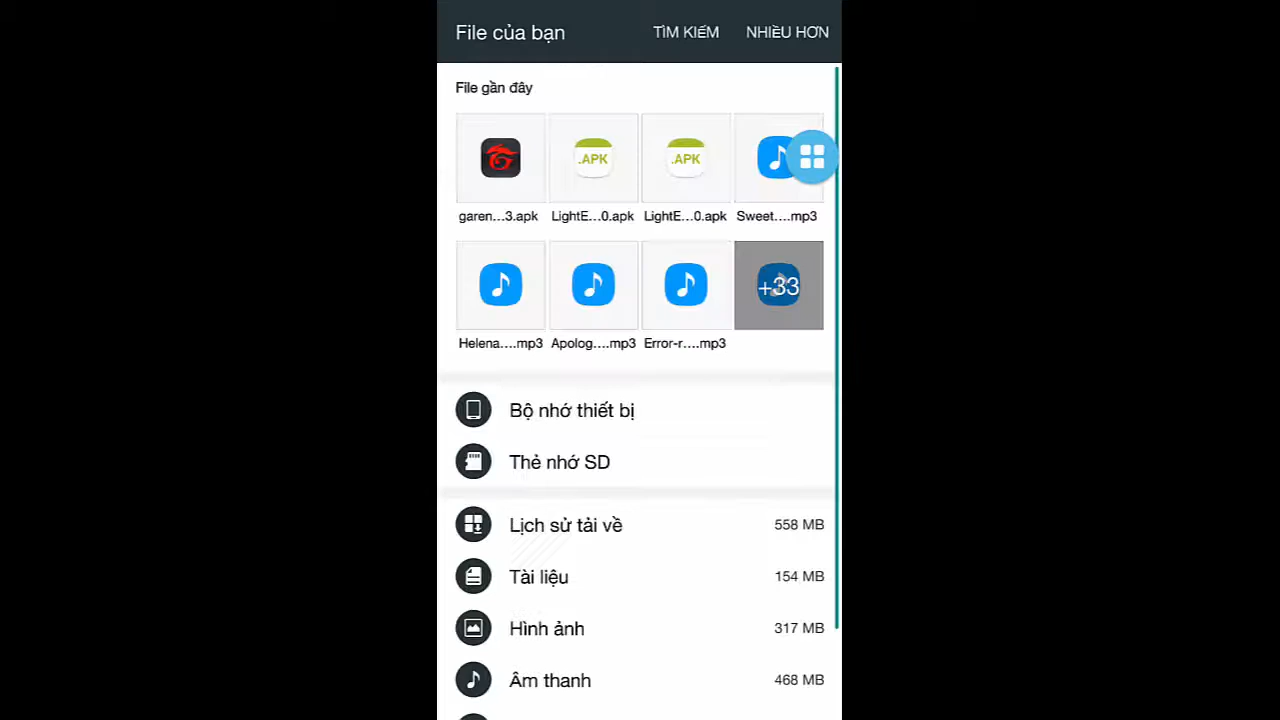 File của bạn
TÌM KIẾM
NHIỀU HƠN
File gần đây
.APK
.APK
garen...3.apk
LightE...0.apk
LightE...0.apk
Sweet....mp3
+33
Helena....mp3
Apolog....mp3
Error-r....mp3
Bộ nhớ thiết bị
Thẻ nhớ SD
Lịch sử tải về
558 MB
Tài liệu
154 MB
Hình ảnh
317 MB
Âm thanh
468 MB